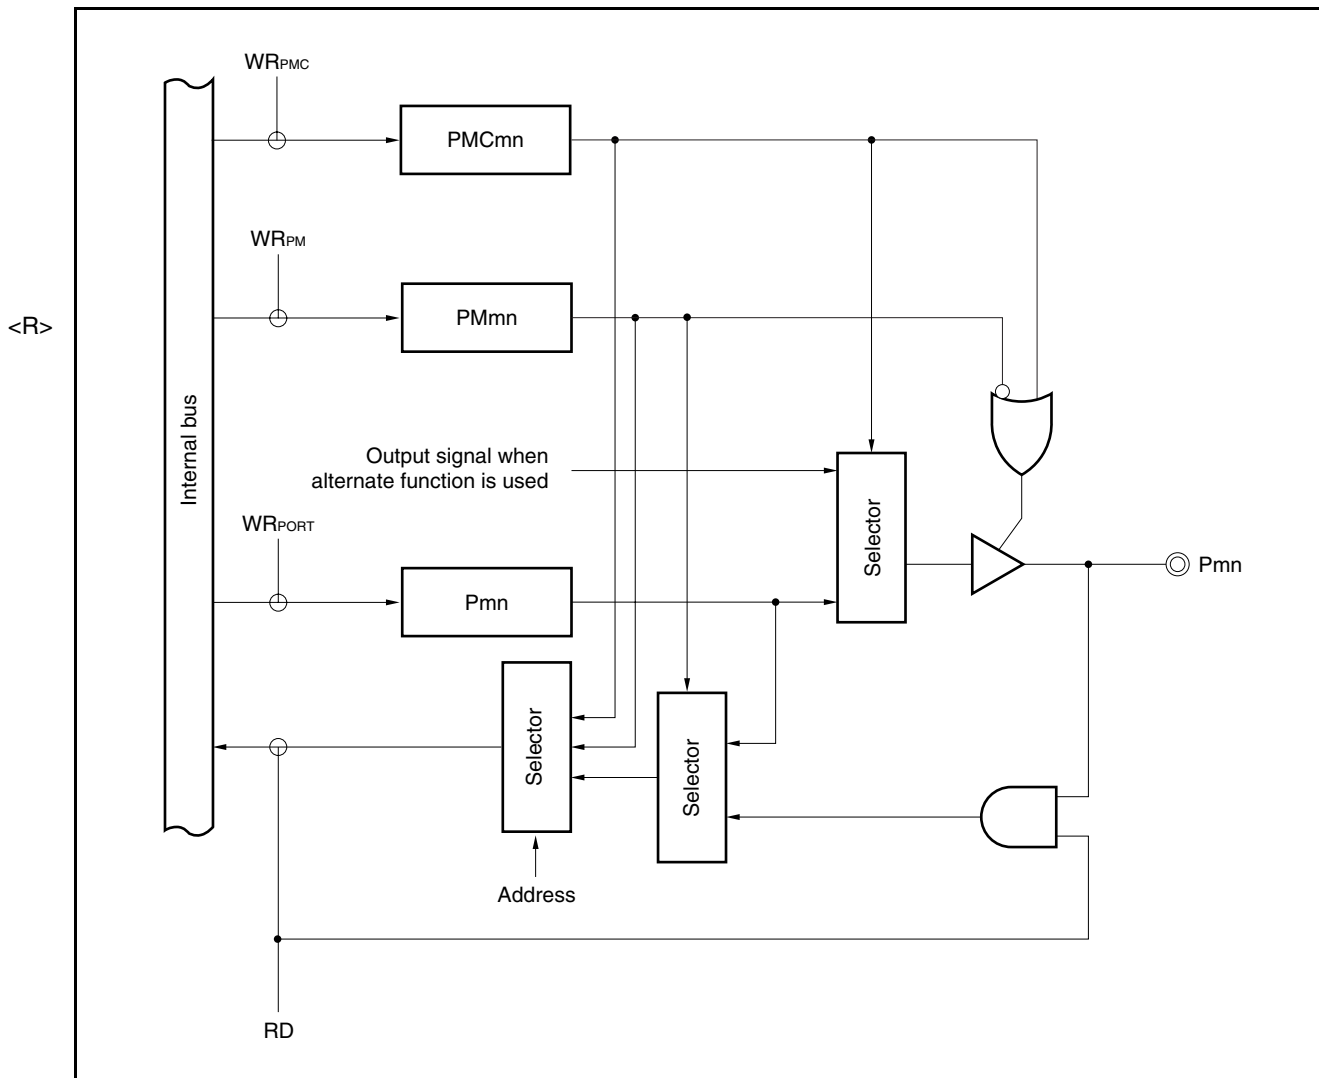 WRPMC
PMCmn
WRPM
PMmn
<R>
Internal bus
Output signal when
alternate function is used
Selector
WRPORT
Pmn
Pmn
Selector
Selector
Address
RD